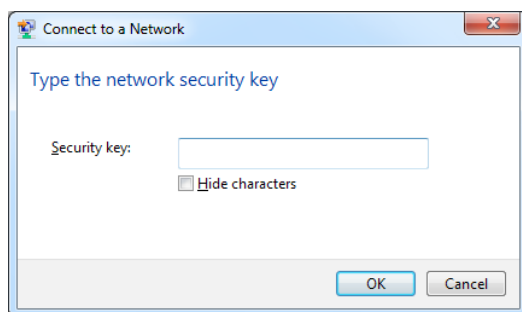 Connect to a Network
Type the network security key
Security key:
Hide characters
OK Cancel